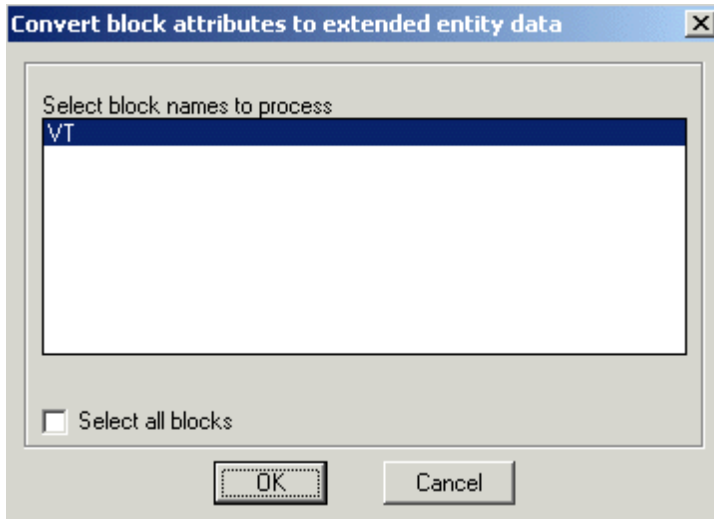 Convert block attributes to extended entity data
Select block names to process
VT
Select all blocks
OK Cancel